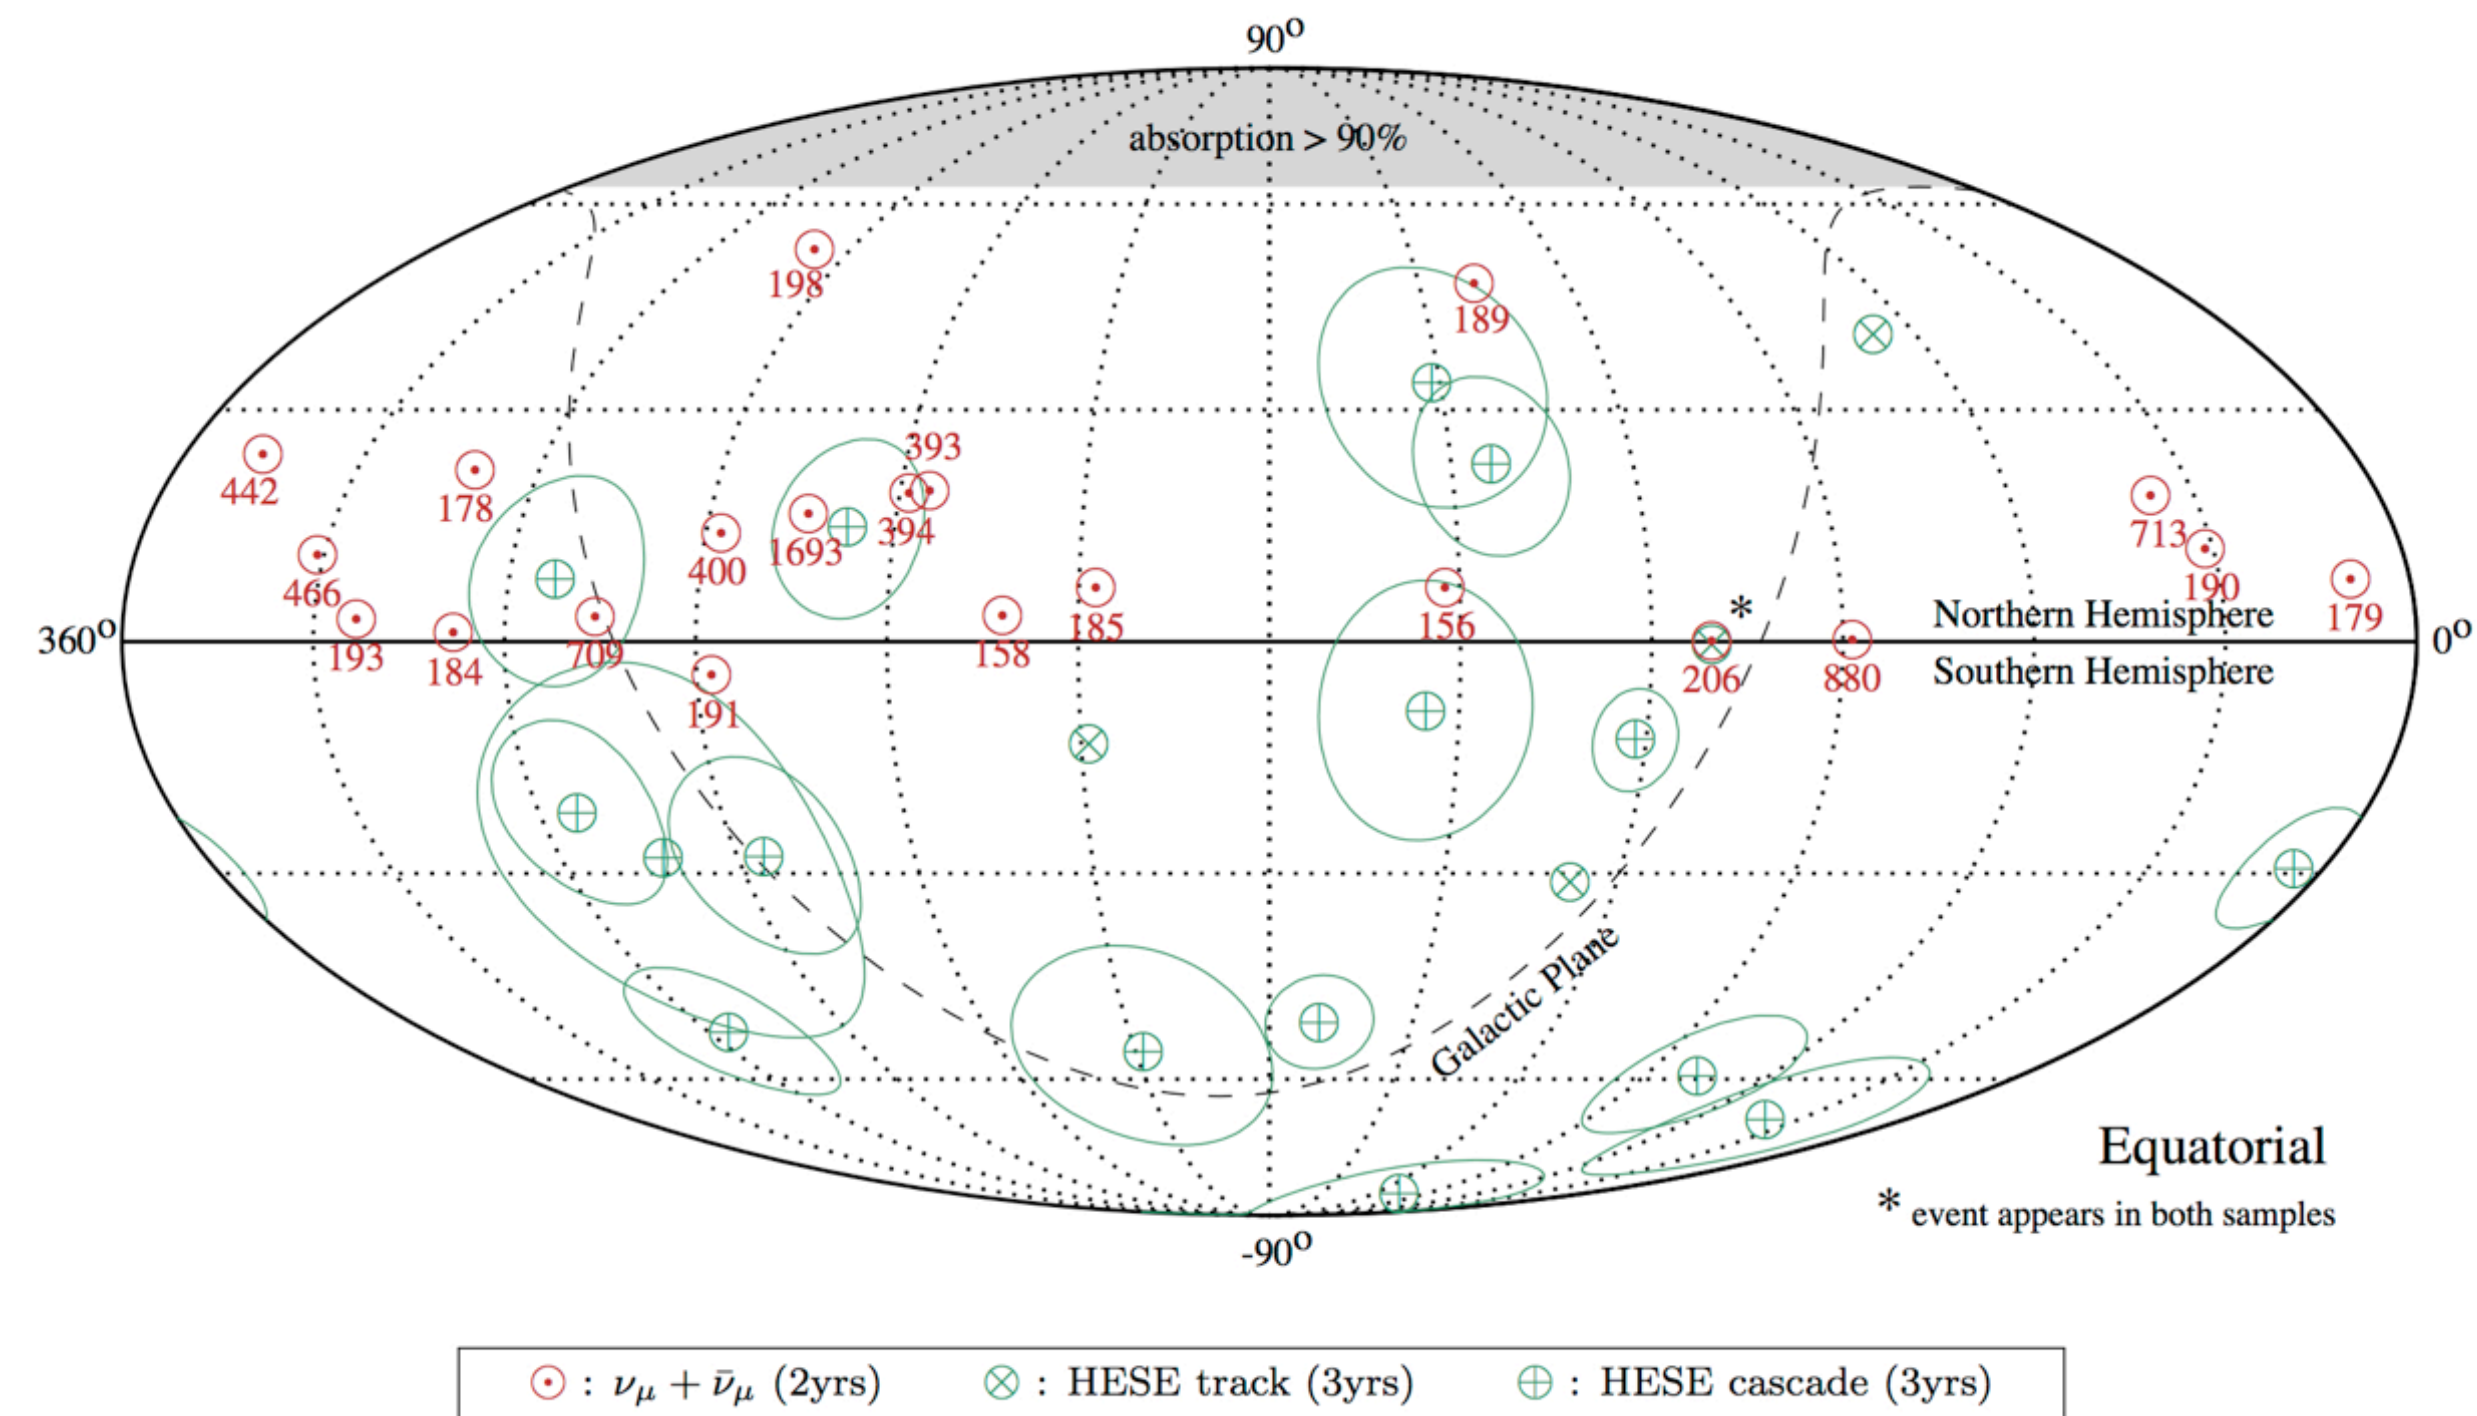 90°
absorption > 90%
198
189
393
442
178
394
1693
400
713
466
190
185
156
*
Northern Hemisphere
179
360°
0°
193
184
709
158
206
880
Southern Hemisphere
191
Galactic Plane
Equatorial
* event appears in both samples
-90°
: νμ + ν̄μ (2yrs)
: HESE track (3yrs)
: HESE cascade (3yrs)